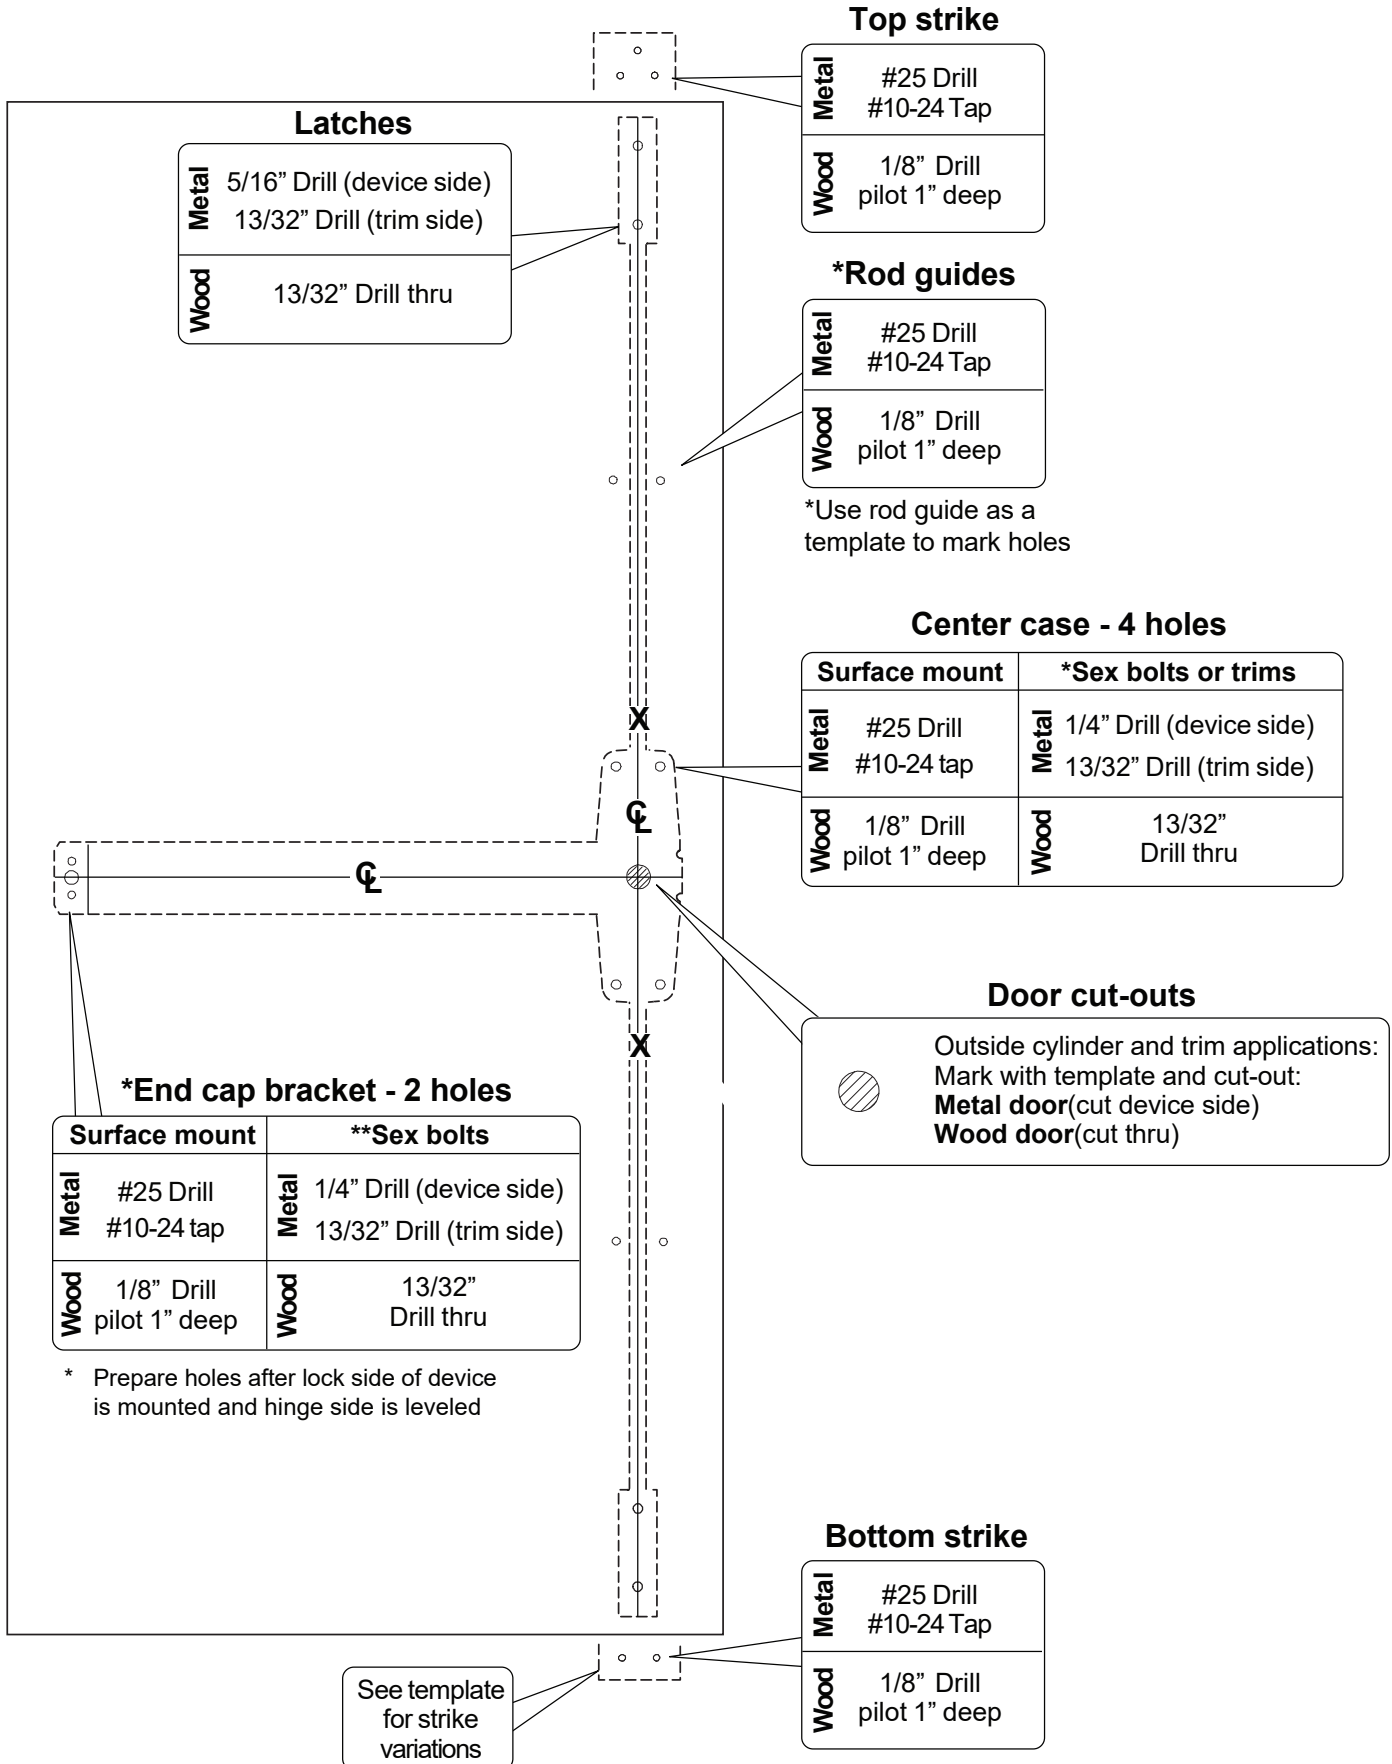 Top strike
Metal
#25 Drill
#10-24 Tap
Wood
1/8” Drill
pilot 1” deep
Latches
Metal
5/16” Drill (device side)
13/32” Drill (trim side)
Wood
13/32” Drill thru
*Rod guides
Metal
#25 Drill
#10-24 Tap
Wood
1/8” Drill
pilot 1” deep
*Use rod guide as a
template to mark holes
Center case - 4 holes
Surface mount
*Sex bolts or trims
Metal
#25 Drill
#10-24 tap
Metal
1/4” Drill (device side)
13/32” Drill (trim side)
Wood
1/8” Drill
pilot 1” deep
Wood
13/32”
Drill thru
X
CL
CL
X
Door cut-outs
Outside cylinder and trim applications:
Mark with template and cut-out:
Metal door(cut device side)
Wood door(cut thru)
*End cap bracket - 2 holes
Surface mount
**Sex bolts
Metal
#25 Drill
#10-24 tap
Metal
1/4” Drill (device side)
13/32” Drill (trim side)
Wood
1/8” Drill
pilot 1” deep
Wood
13/32”
Drill thru
* Prepare holes after lock side of device
is mounted and hinge side is leveled
Bottom strike
Metal
#25 Drill
#10-24 Tap
Wood
1/8” Drill
pilot 1” deep
See template
for strike
variations